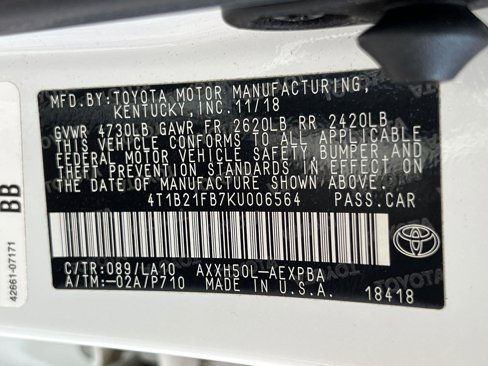 MFD.BY:TOYOTA MOTOR MANUFACTURING,
KENTUCKY, INC. 11/18
GVWR 4730LB GAWR FR 2620LB RR 2420LB
THIS VEHICLE CONFORMS TO ALL APPLICABLE
FEDERAL MOTOR VEHICLE SAFETY, BUMPER AND
THEFT PREVENTION STANDARDS IN EFFECT ON
THE DATE OF MANUFACTURE SHOWN ABOVE.
4T1B21FB7KU006564 PASS.CAR
C/TR:089/LA10 AXXH50L-AEXPBA
A/TM:-02A/P710 MADE IN U.S.A.
18418
BB
42661-07171
TOYOTA